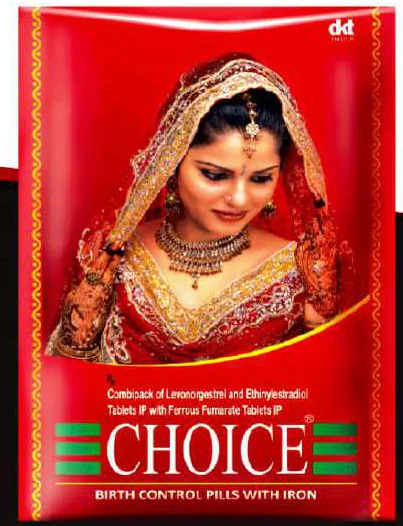 dkt
INDIA
Rx
Combipack of Levonorgestrel and Ethinylestradiol
Tablets IP with Ferrous Fumarate Tablets IP
CHOICE®
BIRTH CONTROL PILLS WITH IRON